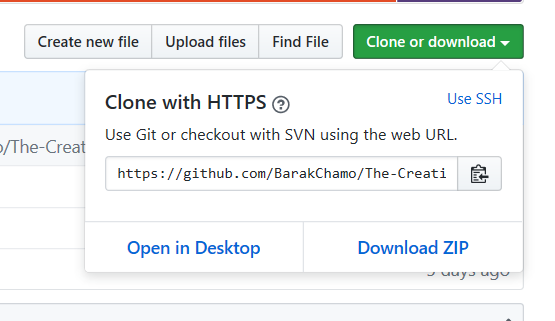 Create new file Upload files Find File Clone or download
Clone with HTTPS ? Use SSH
Use Git or checkout with SVN using the web URL.
o/The-Creat
https://github.com/BarakChamo/The-Creati
Open in Desktop Download ZIP
days ago